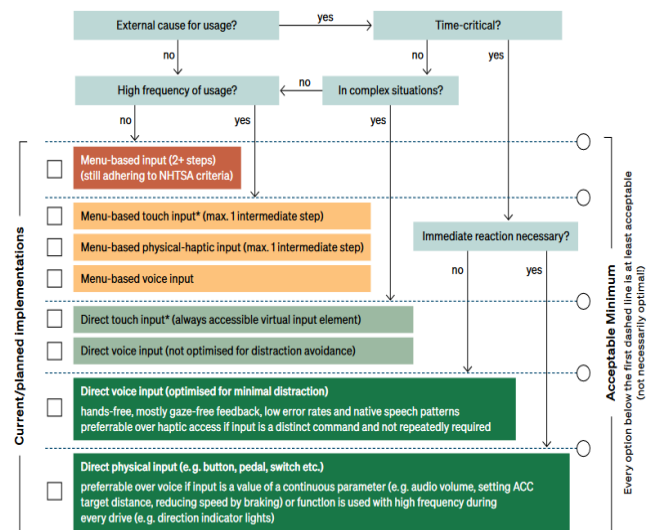 External cause for usage?
yes
Time-critical?
no
no
yes
High frequency of usage?
no
In complex situations?
no
yes
yes
Menu-based input (2+ steps)
(still adhering to NHTSA criteria)
Menu-based touch input* (max. 1 intermediate step)
Menu-based physical-haptic input (max. 1 intermediate step)
Menu-based voice input
Immediate reaction necessary?
no
yes
Direct touch input* (always accessible virtual input element)
Direct voice input (not optimised for distraction avoidance)
Direct voice input (optimised for minimal distraction)
hands-free, mostly gaze-free feedback, low error rates and native speech patterns
preferable over haptic access if input is a distinct command and not repeatedly required
Direct physical input (e.g. button, pedal, switch etc.)
preferable over voice if input is a value of a continuous parameter (e.g. audio volume, setting ACC
target distance, reducing speed by braking) or function is used with high frequency during
every drive (e.g. direction indicator lights)
Current/planned implementations
Acceptable Minimum
Every option below the first dashed line is at least acceptable
(not necessarily optimal!)